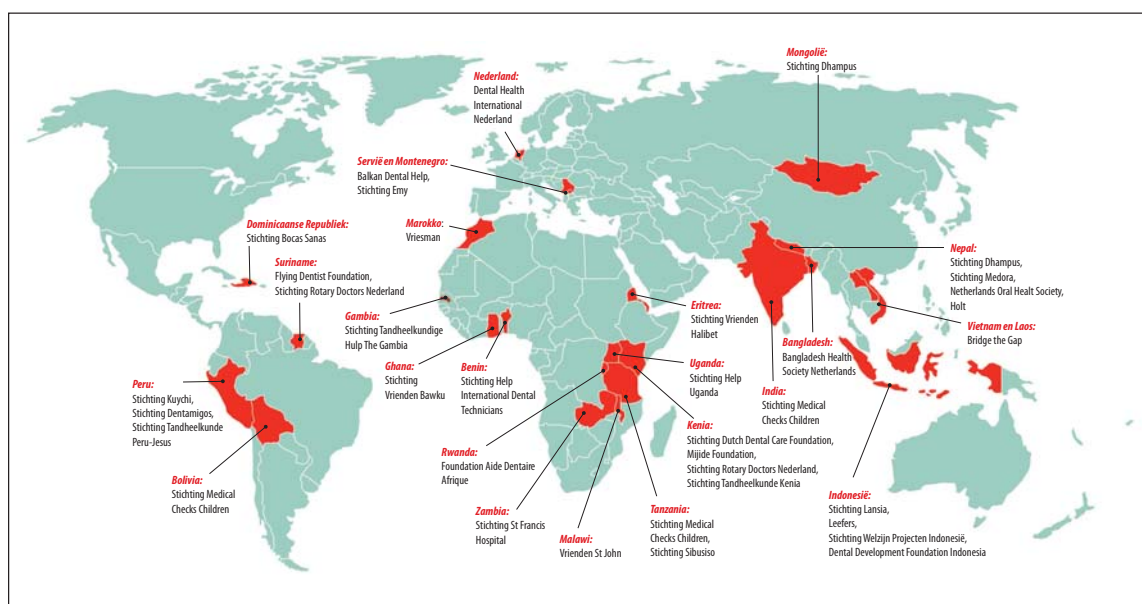 Mongolië:
Stichting Dhampus
Nederland:
Dental Health
International
Nederland
Servië en Montenegro:
Balkan Dental Help,
Stichting Emy
Dominicaanse Republiek:
Stichting Bocas Sanas
Marokko:
Vriesman
Suriname:
Flying Dentist Foundation,
Stichting Rotary Doctors Nederland
Nepal:
Stichting Dhampus,
Stichting Medora,
Netherlands Oral Healt Society,
Holt
Gambia:
Stichting Tandheelkundige
Hulp The Gambia
Eritrea:
Stichting Vrienden
Halibet
Vietnam en Laos:
Bridge the Gap
Bangladesh:
Bangladesh Health
Society Netherlands
Ghana:
Stichting
Vrienden Bawku
Benin:
Stichting Help
International Dental
Technicians
Uganda:
Stichting Help
Uganda
Peru:
Stichting Kuychi,
Stichting Dentamigos,
Stichting Tandheelkunde
Peru-Jesus
India:
Stichting Medical
Checks Children
Kenia:
Stichting Dutch Dental Care Foundation,
Mijide Foundation,
Stichting Rotary Doctors Nederland,
Stichting Tandheelkunde Kenia
Rwanda:
Foundation Aide Dentaire
Afrique
Bolivia:
Stichting Medical
Checks Children
Indonesië:
Stichting Lansia,
Leefers,
Stichting Welzijn Projecten Indonesië,
Dental Development Foundation Indonesia
Zambia:
Stichting St Francis
Hospital
Malawi:
Vrienden St John
Tanzania:
Stichting Medical
Checks Children,
Stichting Sibusiso